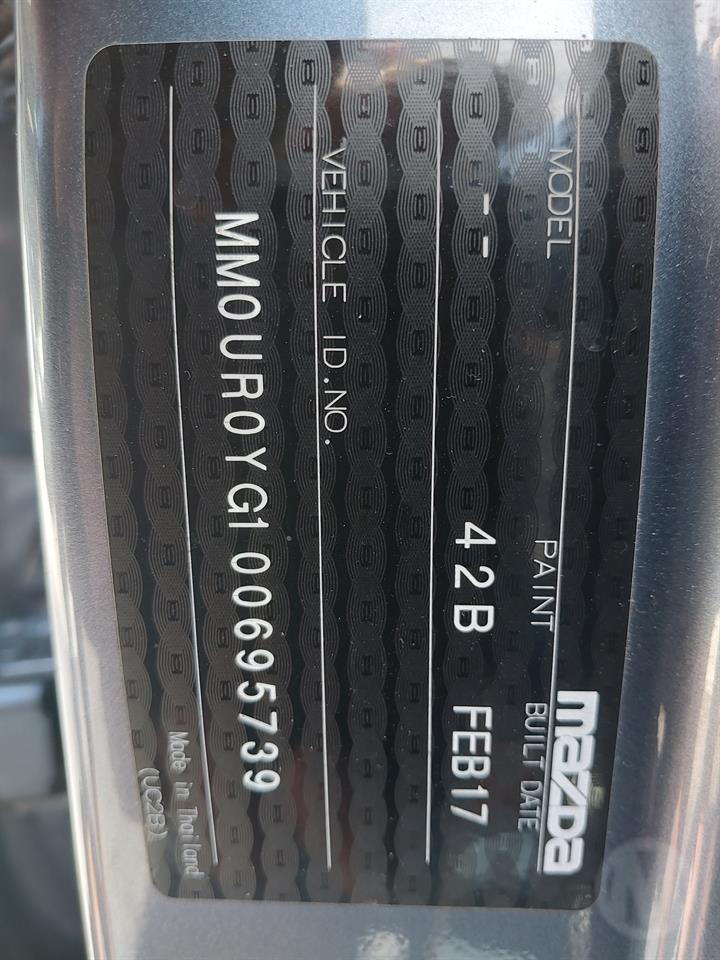 mazda
MODEL PAINT BUILT DATE
-- 42B FEB17
VEHICLE ID.NO.
MM0UR0YG100695739
Made in Thailand
(UC2B)